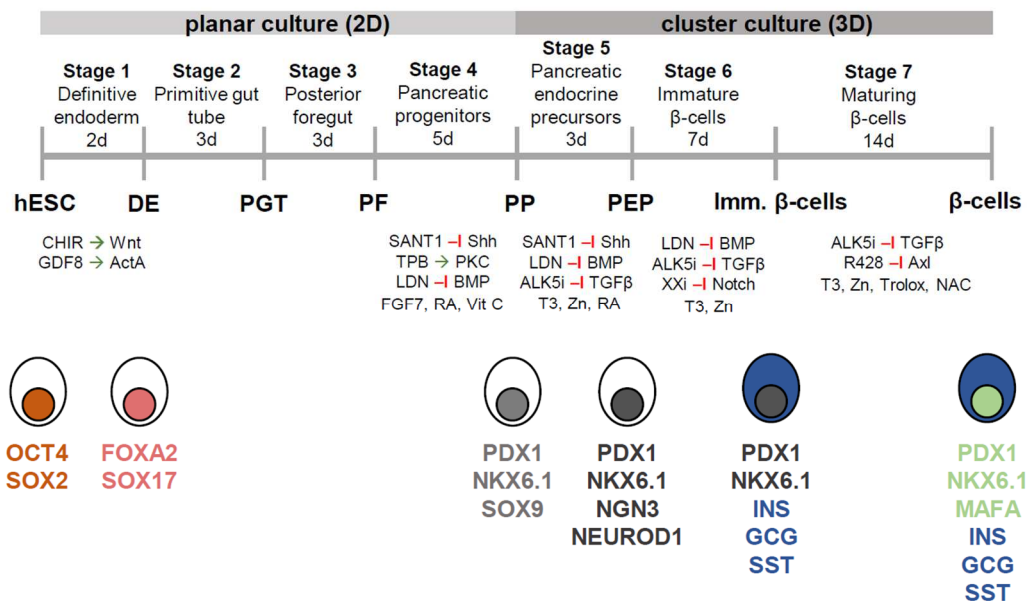 planar culture (2D)
cluster culture (3D)
Stage 1
Definitive
endoderm
2d
Stage 2
Primitive gut
tube
3d
Stage 3
Posterior
foregut
3d
Stage 4
Pancreatic
progenitors
5d
Stage 5
Pancreatic
endocrine
precursors
3d
Stage 6
Immature
β-cells
7d
Stage 7
Maturing
β-cells
14d
hESC
DE
PGT
PF
PP
PEP
Imm. β-cells
β-cells
CHIR → Wnt
GDF8 → ActA
SANT1 ⊣ Shh
TPB → PKC
LDN ⊣ BMP
FGF7, RA, Vit C
SANT1 ⊣ Shh
LDN ⊣ BMP
ALK5i ⊣ TGFβ
T3, Zn, RA
LDN ⊣ BMP
ALK5i ⊣ TGFβ
XXi ⊣ Notch
T3, Zn
ALK5i ⊣ TGFβ
R428 ⊣ Axl
T3, Zn, Trolox, NAC
OCT4
SOX2
FOXA2
SOX17
PDX1
NKX6.1
SOX9
PDX1
NKX6.1
NGN3
NEUROD1
PDX1
NKX6.1
INS
GCG
SST
PDX1
NKX6.1
MAFA
INS
GCG
SST